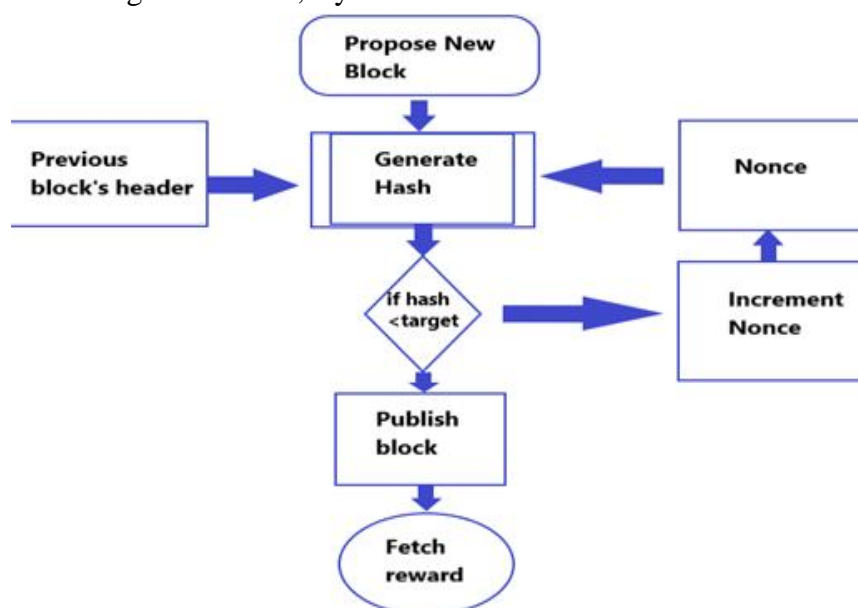 Propose New
Block
Previous
block's header
Generate
Hash
Nonce
if hash
<target
Increment
Nonce
Publish
block
Fetch
reward